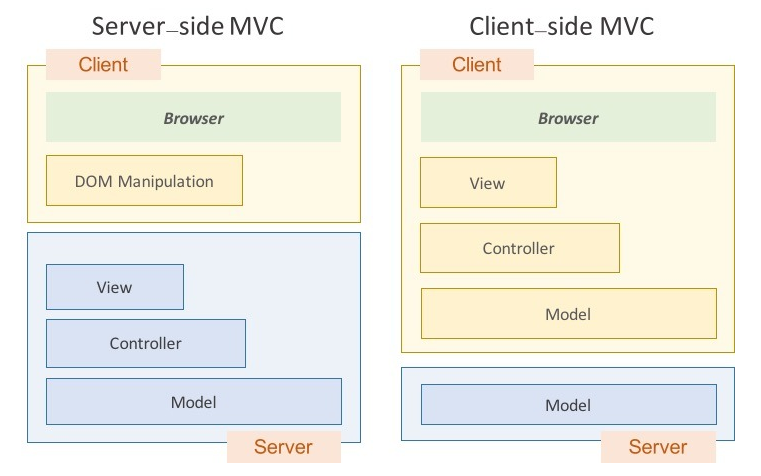 Server–side MVC
Client
Browser
DOM Manipulation
View
Controller
Model
Server
Client–side MVC
Client
Browser
View
Controller
Model
Model
Server